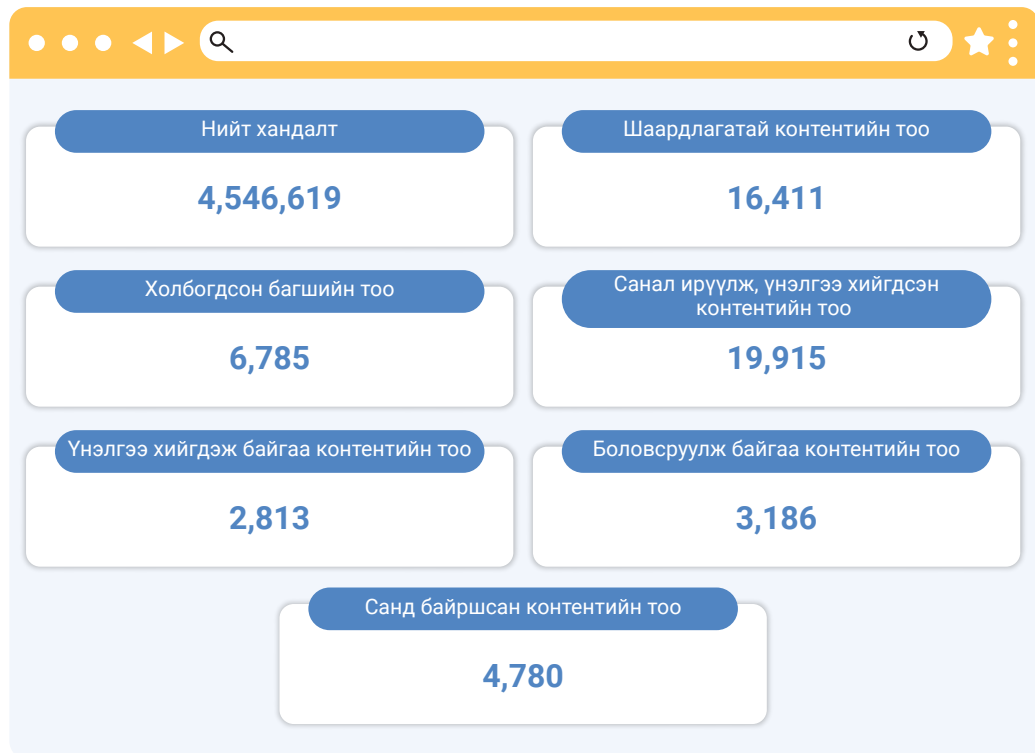 Нийт хандалт
4,546,619
Шаардлагатай контентийн тоо
16,411
Холбогдсон багшийн тоо
6,785
Санал ирүүлж, үнэлгээ хийгдсэн
контентийн тоо
19,915
Үнэлгээ хийгдэж байгаа контентийн тоо
2,813
Боловсруулж байгаа контентийн тоо
3,186
Санд байршсан контентийн тоо
4,780